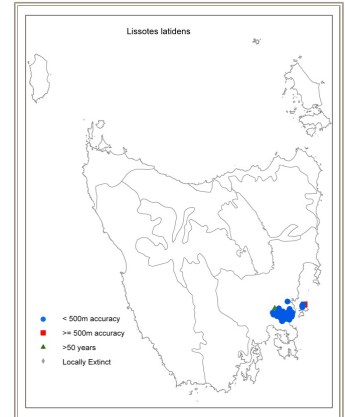 Lissotes latidens
< 500m accuracy
>= 500m accuracy
>50 years
Locally Extinct